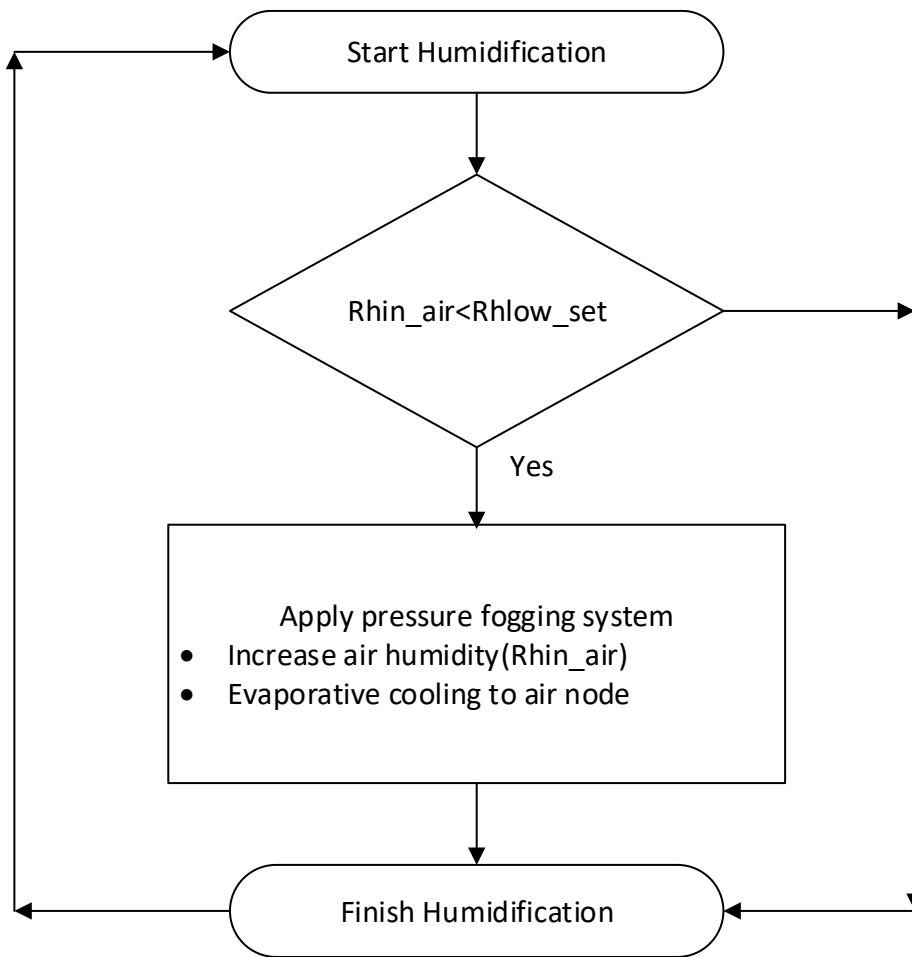 Start Humidification
Rhin_air<Rhlow_set
Yes
Apply pressure fogging system
• Increase air humidity(Rhin_air)
• Evaporative cooling to air node
Finish Humidification